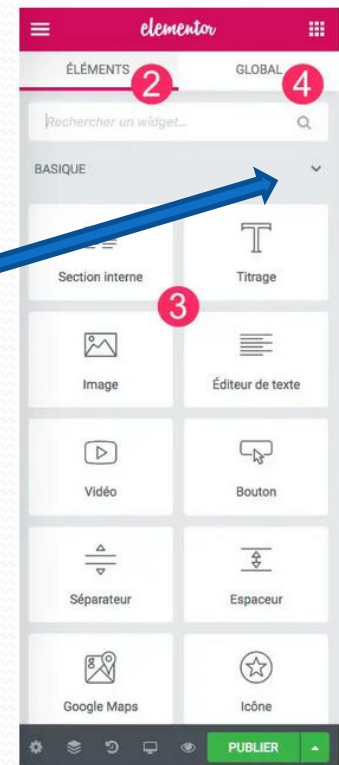 elementor
ÉLÉMENTS 2 GLOBAL 4
Rechercher un widget...
BASIQUE
Section interne Titrage
3
Image Éditeur de texte
Vidéo Bouton
Séparateur Espaceur
Google Maps Icône
PUBLIER